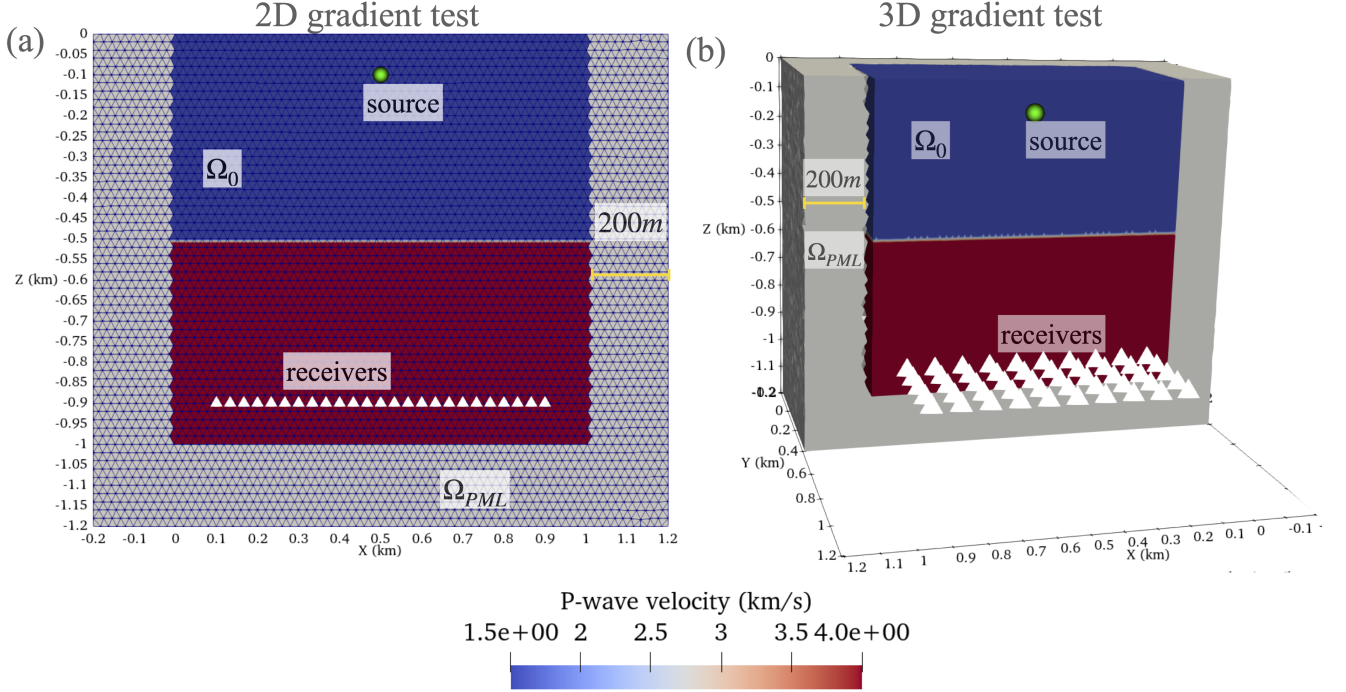 2D gradient test
3D gradient test
(a)
0
-0.05
-0.1
-0.15
-0.2
-0.25
-0.3
-0.35
-0.4
-0.45
-0.5
-0.55
Z (km) -0.6
-0.65
-0.7
-0.75
-0.8
-0.85
-0.9
-0.95
-1
-1.05
-1.1
-1.15
-1.2
source
Ω0
200m
receivers
ΩPML
-0.2 -0.1 0 0.1 0.2 0.3 0.4 0.5 0.6 0.7 0.8 0.9 1 1.1 1.2
X (km)
(b)
0
-0.1
-0.2
-0.3
-0.4
-0.5
Z (km) -0.6
-0.7
-0.8
-0.9
-1
-1.1
-1.2
Ω0
source
200m
ΩPML
receivers
2
0
0.2
0.4
Y (km)
0.6
0.8
1
1.2
1.2 1.1 1 0.9 0.8 0.7 0.6 0.5 0.4 0.3 0.2 0.1 0 -0.1
X (km)
P-wave velocity (km/s)
1.5e+00 2 2.5 3 3.5 4.0e+00